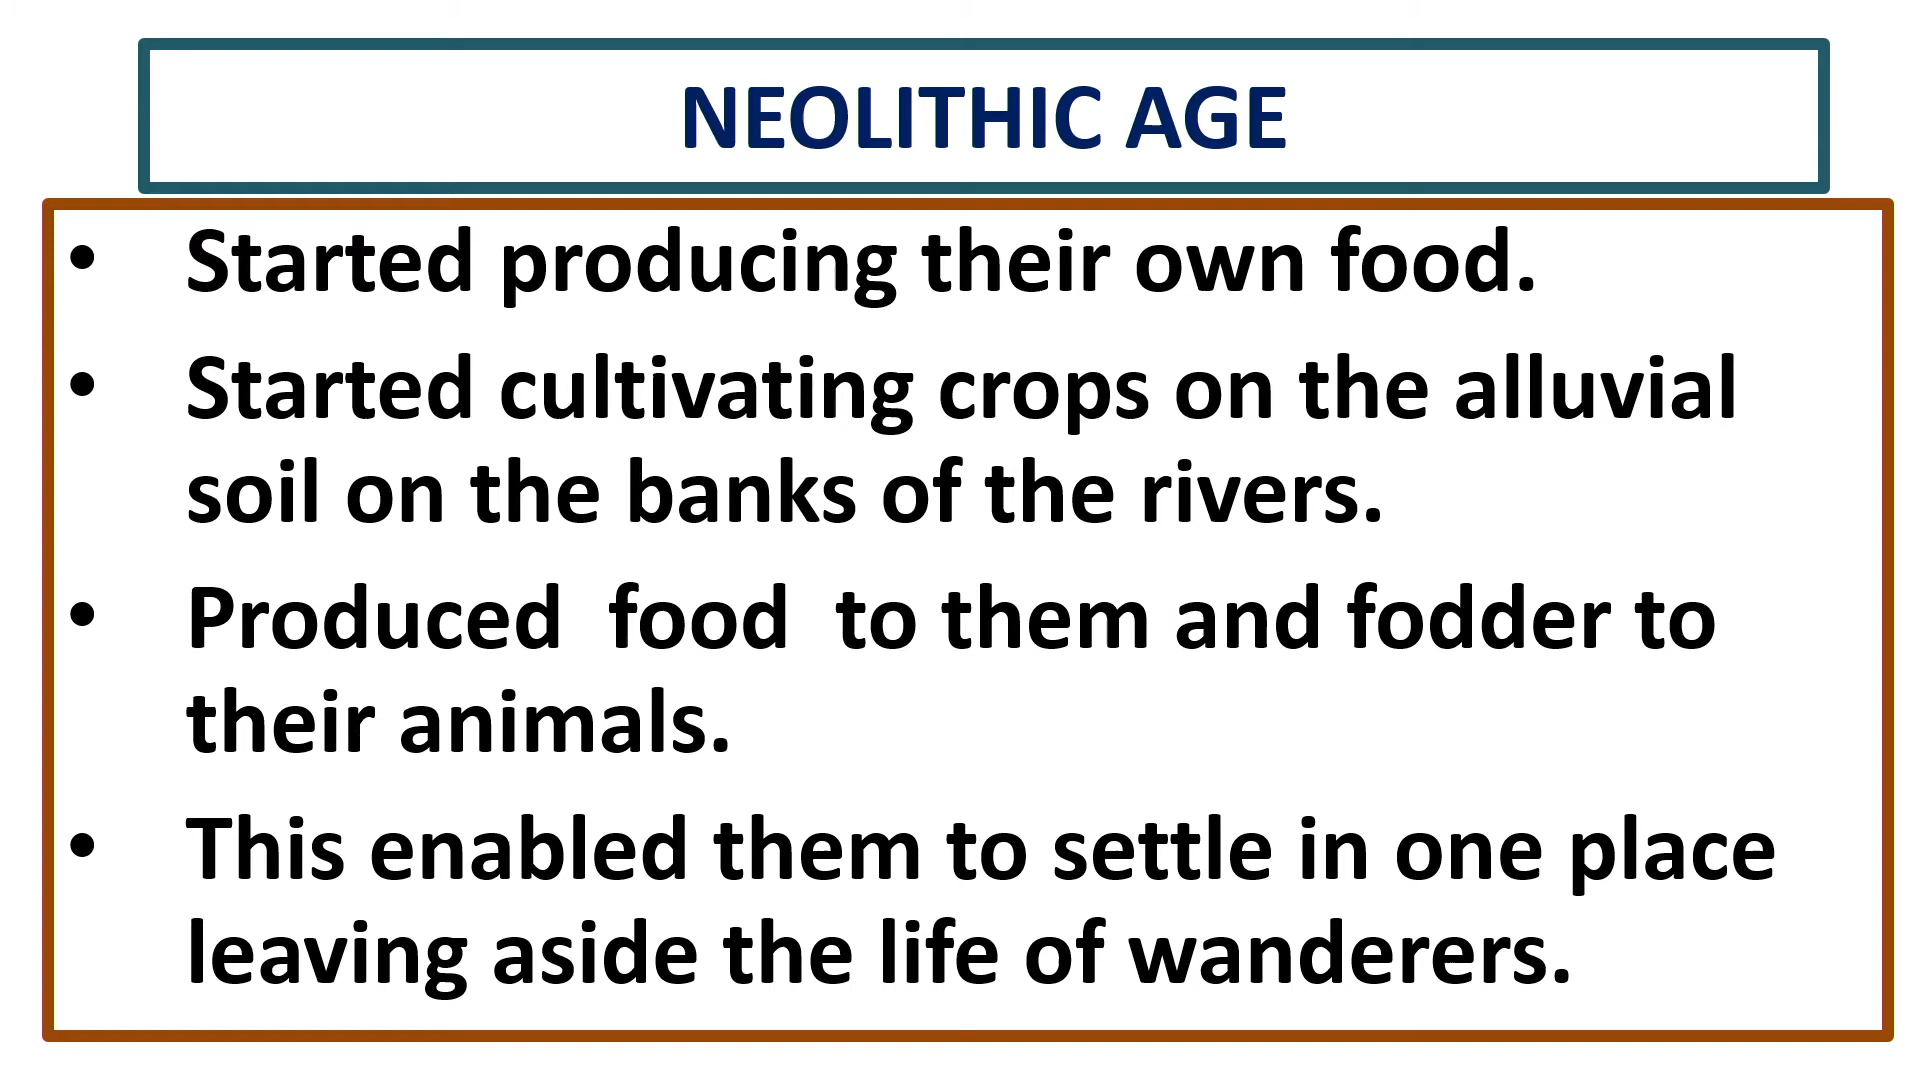 NEOLITHIC AGE
• Started producing their own food.
• Started cultivating crops on the alluvial
soil on the banks of the rivers.
• Produced  food  to them and fodder to
their animals.
• This enabled them to settle in one place
leaving aside the life of wanderers.